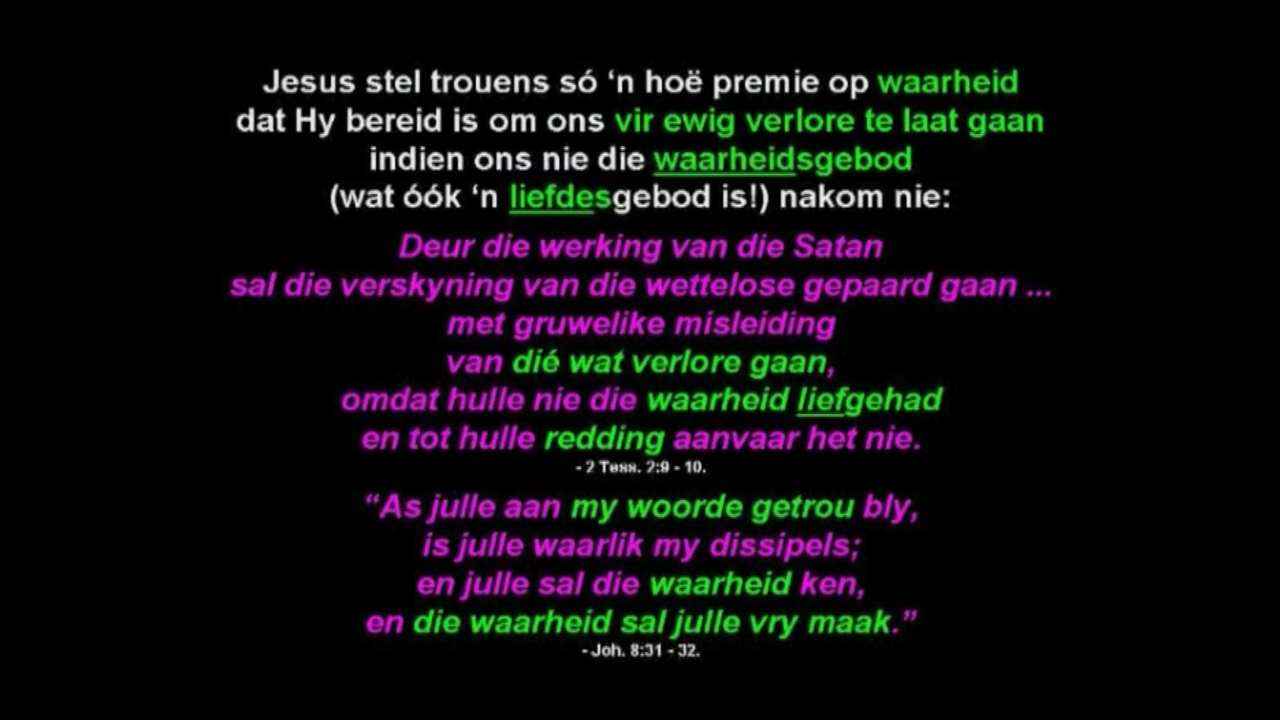 Jesus stel trouens só ‘n hoë premie op waarheid
dat Hy bereid is om ons vir ewig verlore te laat gaan
indien ons nie die waarheidsgebod
(wat óók ‘n liefdesgebod is!) nakom nie:
Deur die werking van die Satan
sal die verskyning van die wettelose gepaard gaan ...
met gruwelike misleiding
van dié wat verlore gaan,
omdat hulle nie die waarheid liefgehad
en tot hulle redding aanvaar het nie.
- 2 Tess. 2:9 - 10.
“As julle aan my woorde getrou bly,
is julle waarlik my dissipels;
en julle sal die waarheid ken,
en die waarheid sal julle vry maak.”
- Joh. 8:31 - 32.